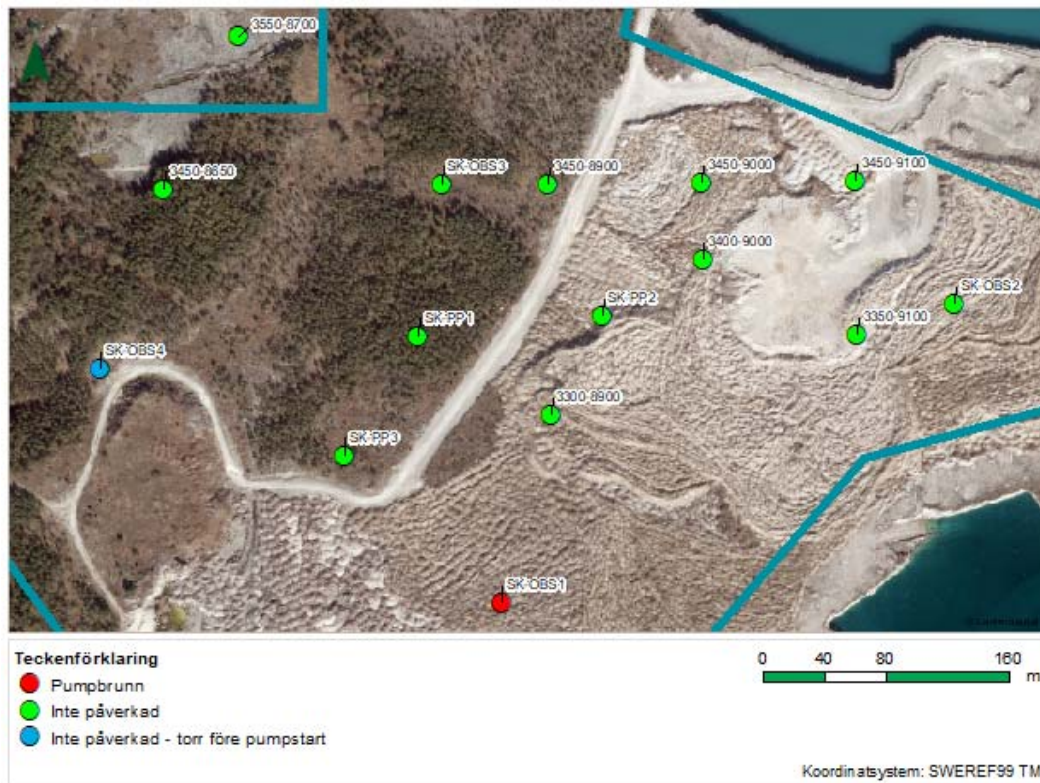 3550-8700
3450-8650
SK-OBS3
3450-8900
3450-9000
3450-9100
3400-9000
SK-OBS2
SK-PP2
SK-PP1
3350-9100
SK-OBS4
3300-8900
SK-PP3
SK-OBS1
Teckenförklaring
Pumpbrunn
Inte påverkad
Inte påverkad - torr före pumpstart
0 40 80 160
m
Koordinatsystem: SWEREF99 TM